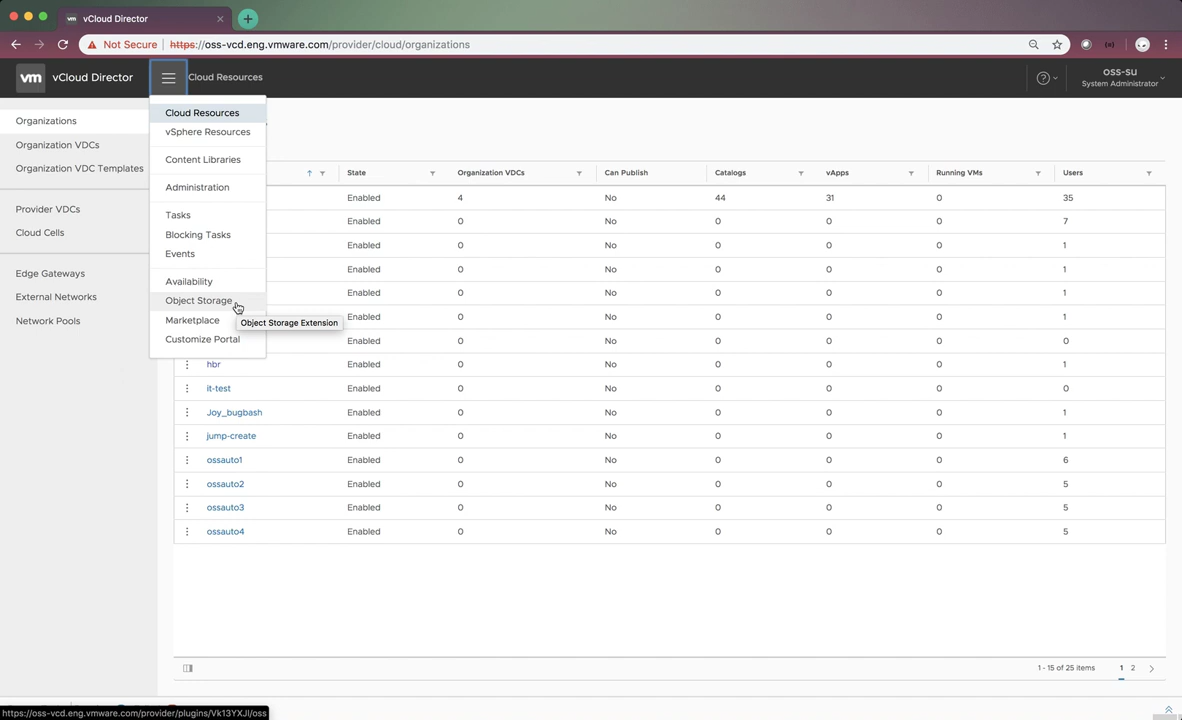 vm vCloud Director
Not Secure https://oss-vcd.eng.vmware.com/provider/cloud/organizations
vm vCloud Director Cloud Resources oss-su
System Administrator
Organizations
Organization VDCs
Organization VDC Templates
Provider VDCs
Cloud Cells
Edge Gateways
External Networks
Network Pools
Cloud Resources
vSphere Resources
Content Libraries
Administration
Tasks
Blocking Tasks
Events
Availability
Object Storage
Marketplace
Customize Portal
Object Storage Extension
State Organization VDCs Can Publish Catalogs vApps Running VMs Users
Enabled 4 No 44 31 0 35
Enabled 0 No 0 0 0 7
Enabled 0 No 0 0 0 1
Enabled 0 No 0 0 0 1
Enabled 0 No 0 0 0 1
Enabled 0 No 0 0 0 1
Enabled 0 No 0 0 0 0
hbr Enabled 0 No 0 0 0 1
it-test Enabled 0 No 0 0 0 0
Joy_bugbash Enabled 0 No 0 0 0 1
jump-create Enabled 0 No 0 0 0 1
ossauto1 Enabled 0 No 0 0 0 6
ossauto2 Enabled 0 No 0 0 0 5
ossauto3 Enabled 0 No 0 0 0 5
ossauto4 Enabled 0 No 0 0 0 5
1 - 15 of 25 items 1 2
https://oss-vcd.eng.vmware.com/provider/plugins/Vk13YXJl/oss